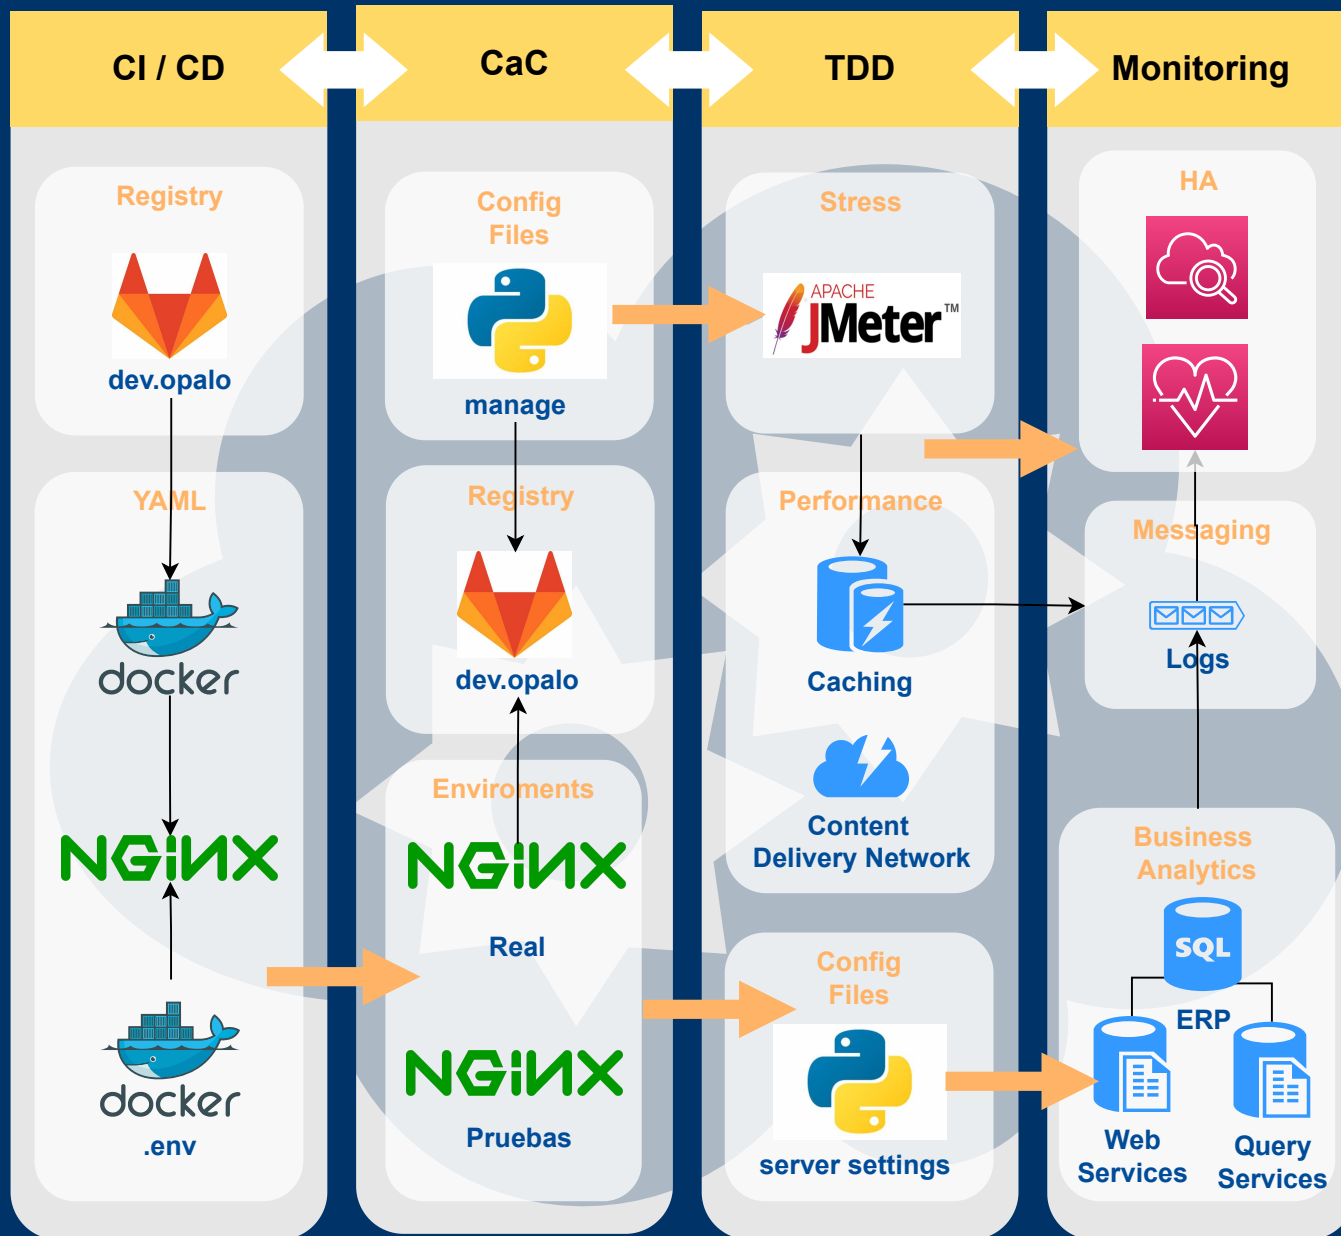 CI / CD
CaC
TDD
Monitoring
Registry
dev.opalo
YAML
docker
NGiNX
docker
.env
Config
Files
manage
Registry
dev.opalo
Enviroments
NGiNX
Real
NGiNX
Pruebas
Stress
APACHE
JMeter™
Performance
Caching
Content
Delivery Network
Config
Files
server settings
HA
Messaging
Logs
Business
Analytics
SQL
ERP
Web
Services
Query
Services